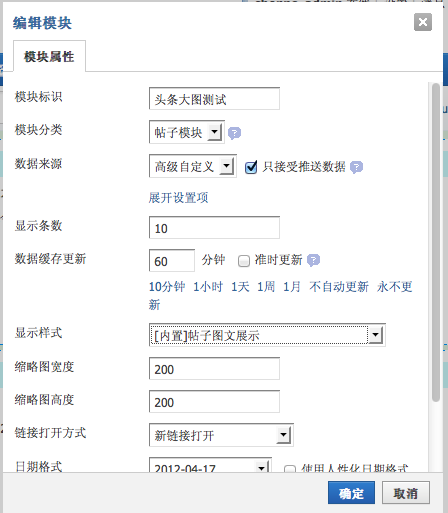 编辑模块
模块属性
模块标识 头条大图测试
模块分类 帖子模块
数据来源 高级自定义 只接受推送数据
展开设置项
显示条数 10
数据缓存更新 60 分钟 准时更新
10分钟 1小时 1天 1周 1月 不自动更新 永不更
新
显示样式 [内置]帖子图文展示
缩略图宽度 200
缩略图高度 200
链接打开方式 新链接打开
日期格式 2012-04-17 使用人性化日期格式
确定 取消